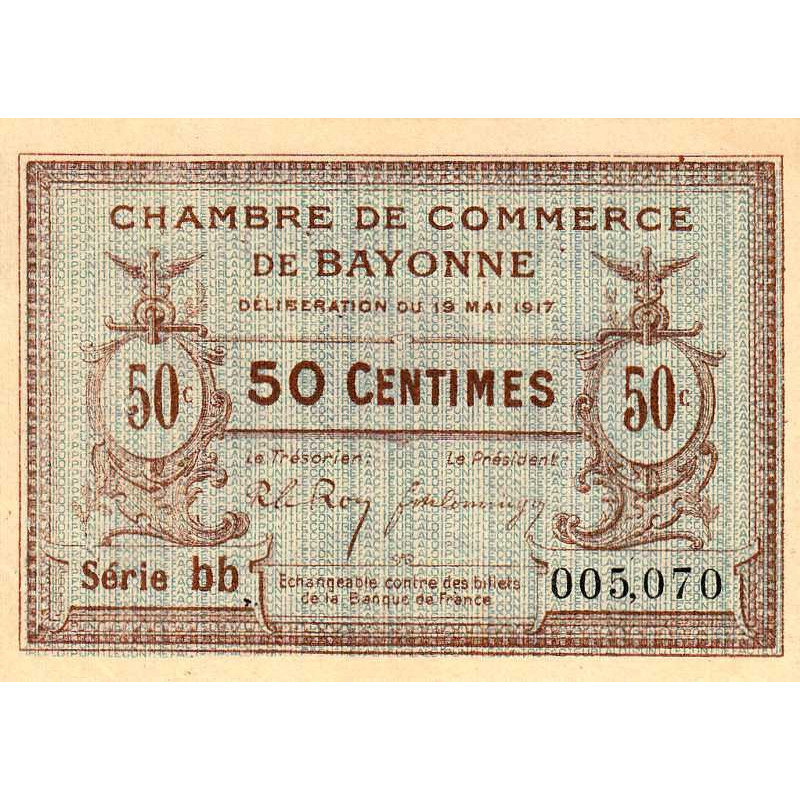 CHAMBRE DE COMMERCE
DE BAYONNE
DELIBERATION DU 19 MAI 1917
50c 50 CENTIMES 50c
Le Trésorier Le Président
Série bb
Echangeable contre des billets
de la Banque de France
005,070